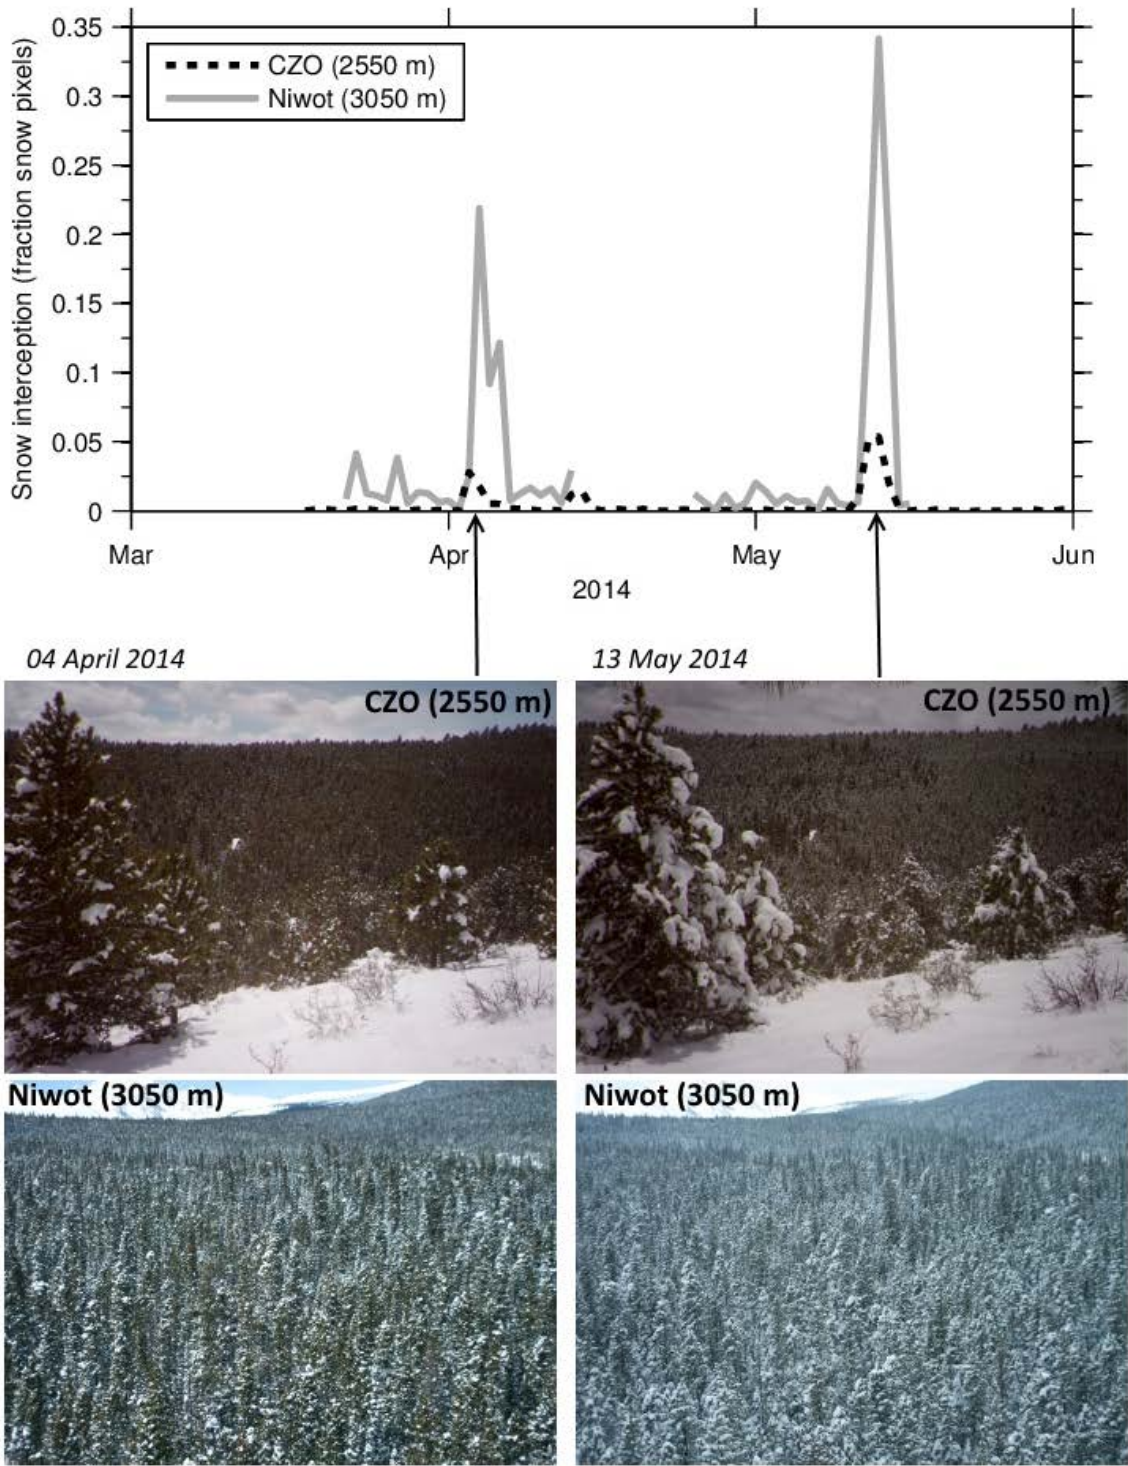 Snow interception (fraction snow pixels)
0.35
0.3
0.25
0.2
0.15
0.1
0.05
0
CZO (2550 m)
Niwot (3050 m)
Mar
Apr
May
Jun
2014
04 April 2014
13 May 2014
CZO (2550 m)
CZO (2550 m)
Niwot (3050 m)
Niwot (3050 m)